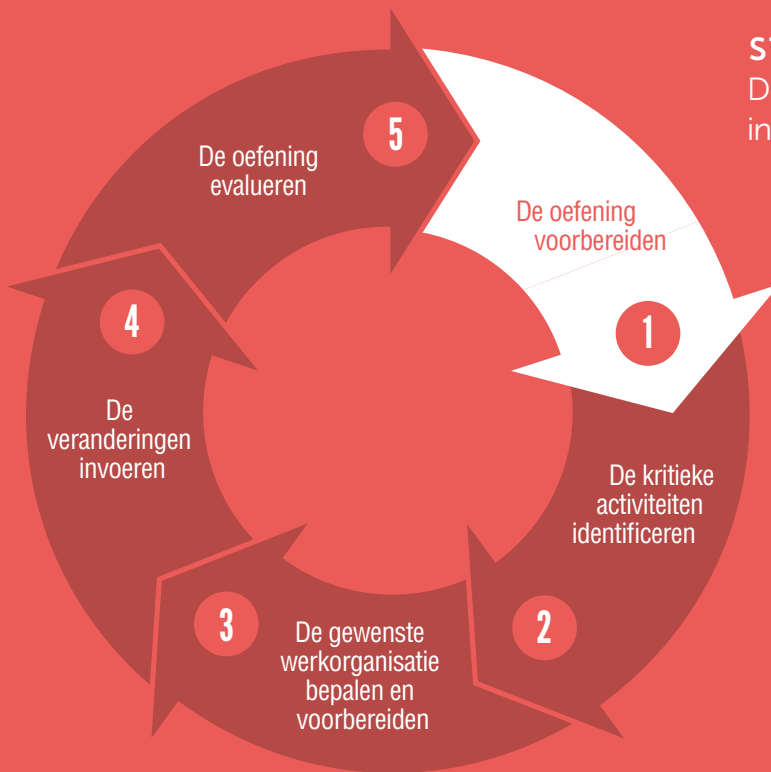 De oefening
voorbereiden
1
De kritieke
activiteiten
identificeren
2
De gewenste
werkorganisatie
bepalen en
voorbereiden
3
De
veranderingen
invoeren
4
De oefening
evalueren
5
in